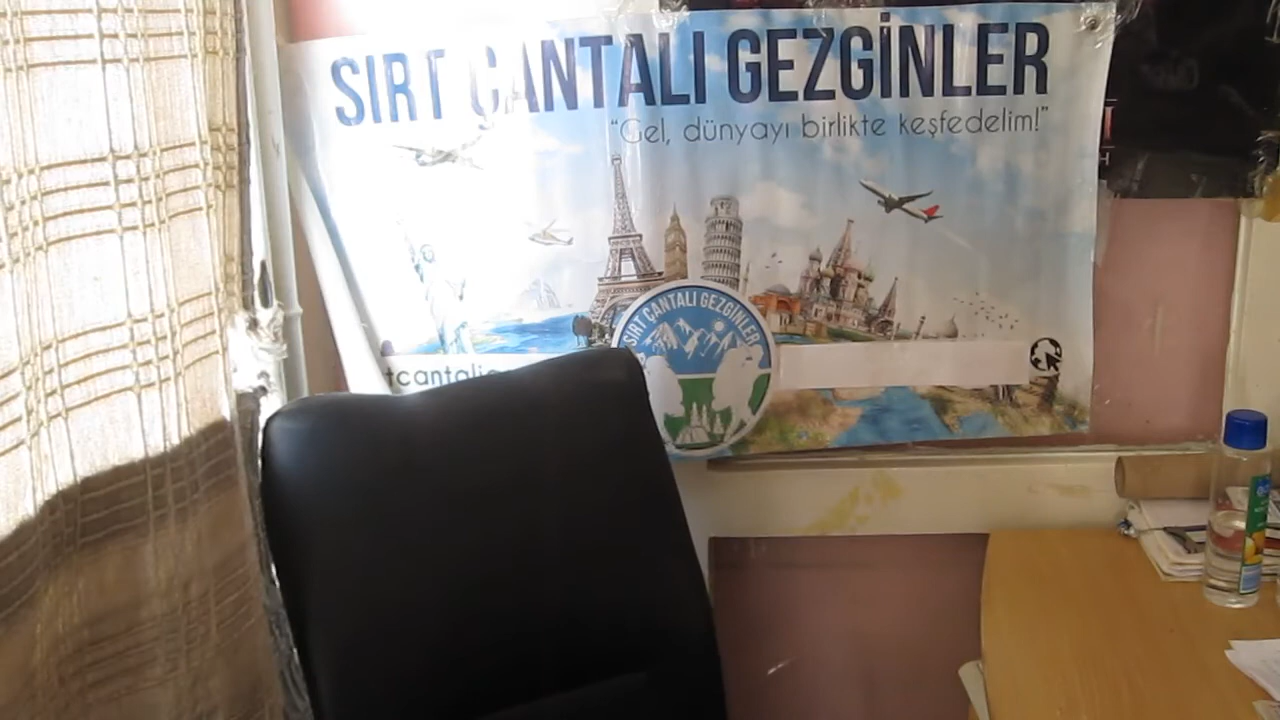 SIRT ÇANTALI GEZGİNLER
“Gel, dünyayı birlikte keşfedelim!”
SIRT ÇANTALI GEZGİNLER